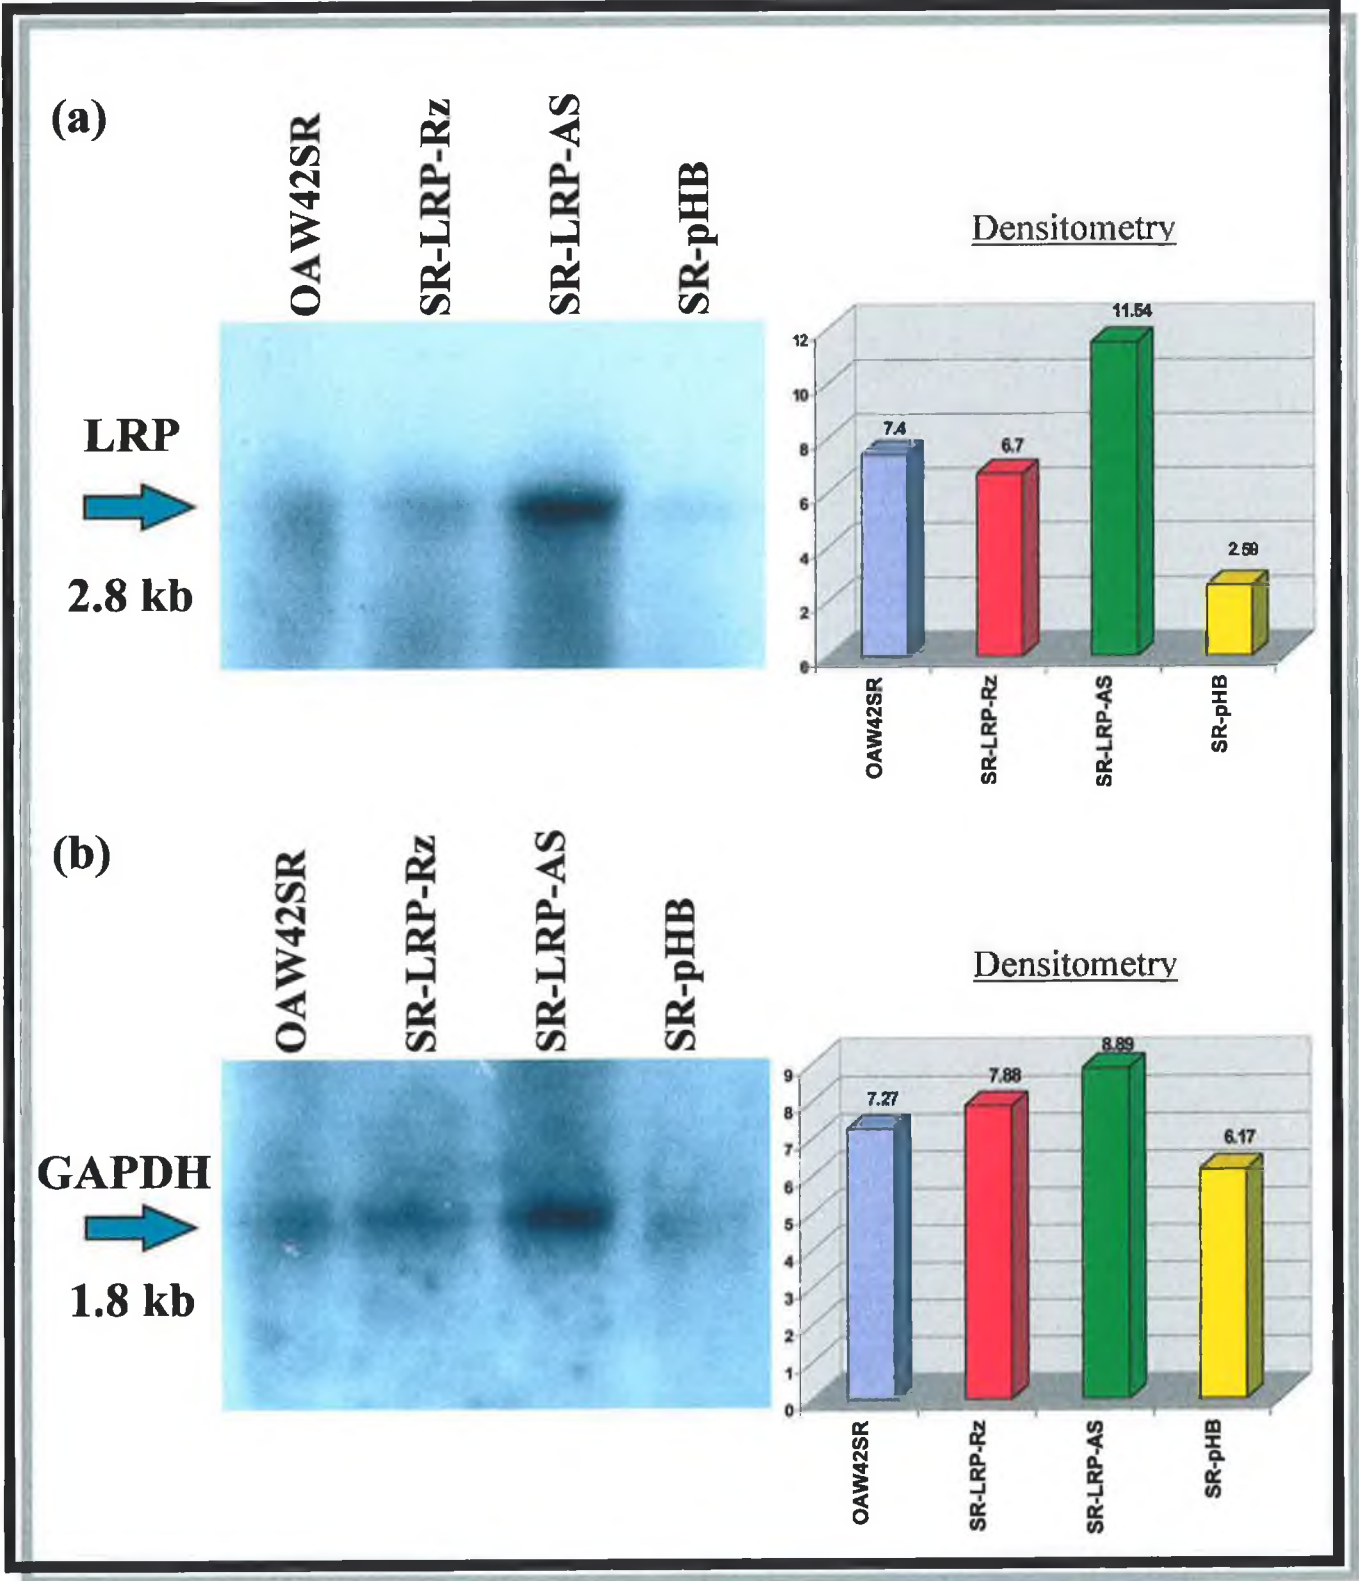 (a)
OAW42SR
SR-LRP-Rz
SR-LRP-AS
SR-pHB
LRP
2.8 kb
Densitometry
12
10
8
6
4
2
0
7.4
6.7
11.54
2.59
OAW42SR
SR-LRP-Rz
SR-LRP-AS
SR-pHB
(b)
OAW42SR
SR-LRP-Rz
SR-LRP-AS
SR-pHB
GAPDH
1.8 kb
Densitometry
9
8
7
6
5
4
3
2
1
0
7.27
7.88
8.89
6.17
OAW42SR
SR-LRP-Rz
SR-LRP-AS
SR-pHB